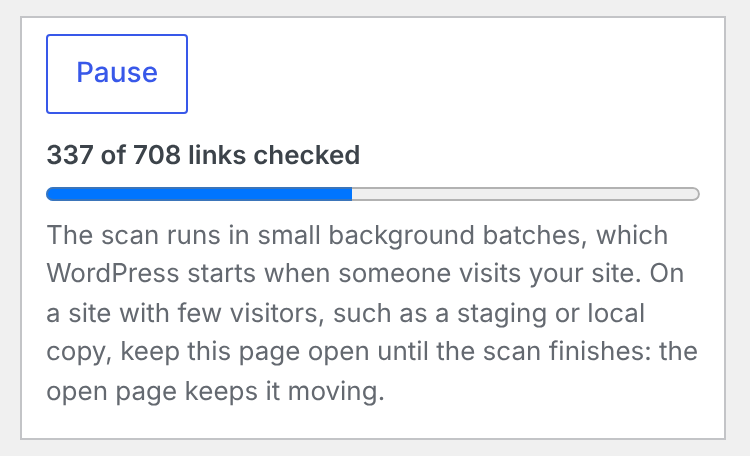 Pause
337 of 708 links checked
The scan runs in small background batches, which
WordPress starts when someone visits your site. On
a site with few visitors, such as a staging or local
copy, keep this page open until the scan finishes: the
open page keeps it moving.